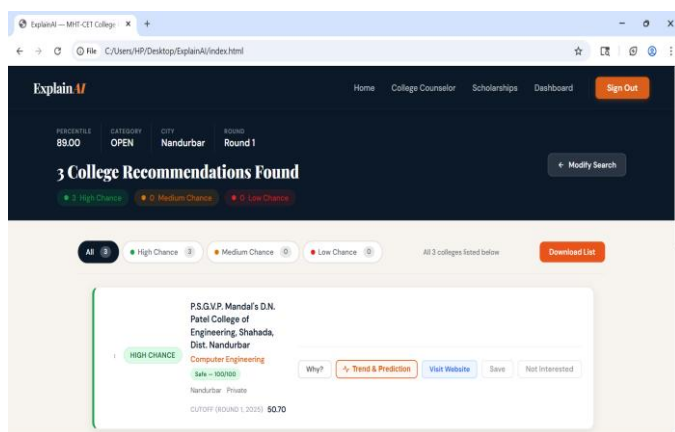 ExplainAI — MHT-CET College
File C:/Users/HP/Desktop/ExplainAI/index.html
ExplainAI
Home College Counselor Scholarships Dashboard Sign Out
PERCENTILE CATEGORY CITY ROUND
89.00 OPEN Nandurbar Round 1
3 College Recommendations Found
← Modify Search
3 High Chance 0 Medium Chance 0 Low Chance
All 3 High Chance 3 Medium Chance 0 Low Chance 0 All 3 colleges listed below Download List
P.S.G.V.P. Mandal's D.N.
Patel College of
Engineering, Shahada,
Dist. Nandurbar
HIGH CHANCE
Computer Engineering
Safe — 100/100
Why? Trend & Prediction Visit Website Save Not Interested
Nandurbar Private
CUTOFF (ROUND 1, 2025) 50.70